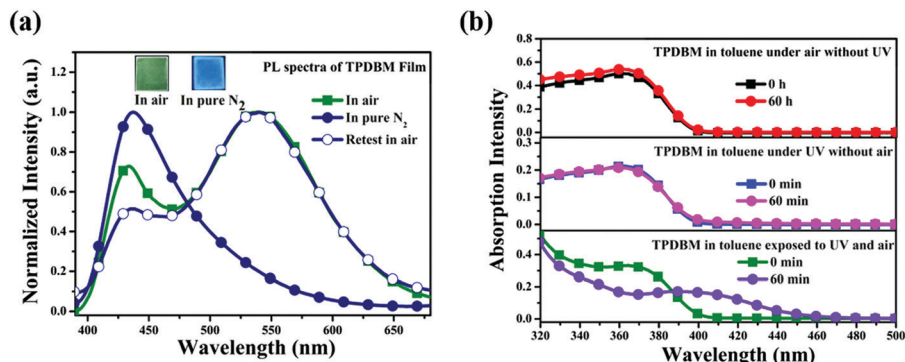 (a)
PL spectra of TPDBM Film
In air
In pure N2
In air
In pure N2
Retest in air
Normalized Intensity (a.u.)
1.0
0.8
0.6
0.4
0.2
0.0
400
450
500
550
600
650
Wavelength (nm)
(b)
TPDBM in toluene under air without UV
0 h
60 h
0.6
0.4
0.2
0.0
TPDBM in toluene under UV without air
0 min
60 min
0.3
0.2
0.1
0.0
TPDBM in toluene exposed to UV and air
0 min
60 min
0.4
0.2
0.0
Absorption Intensity
320
340
360
380
400
420
440
460
480
500
Wavelength (nm)